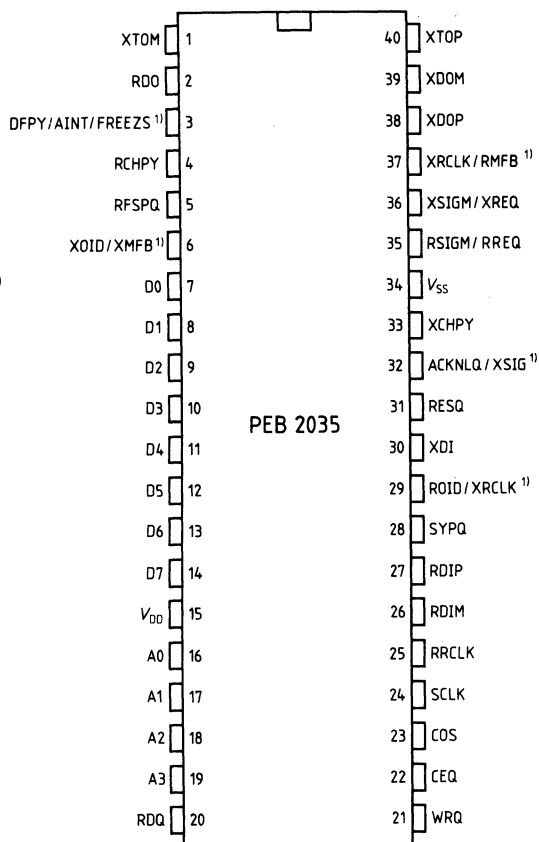 XTOM 1 40 XTOP
RDO 2 39 XDOM
DFPY/AINT/FREEZS 1) 3 38 XDOP
RCHPY 4 37 XRCLK/RMFB 1)
RFSPQ 5 36 XSIGM/XREQ
XOID/XMFB 1) 6 35 RSIGM/RREQ
D0 7 34 VSS
D1 8 33 XCHPY
D2 9 32 ACKNLQ/XSIG 1)
D3 10 31 RESQ
PEB 2035
D4 11 30 XDI
D5 12 29 ROID/XRCLK 1)
D6 13 28 SYPQ
D7 14 27 RDIP
VDD 15 26 RDIM
A0 16 25 RRCLK
A1 17 24 SCLK
A2 18 23 COS
A3 19 22 CEQ
RDQ 20 21 WRQ